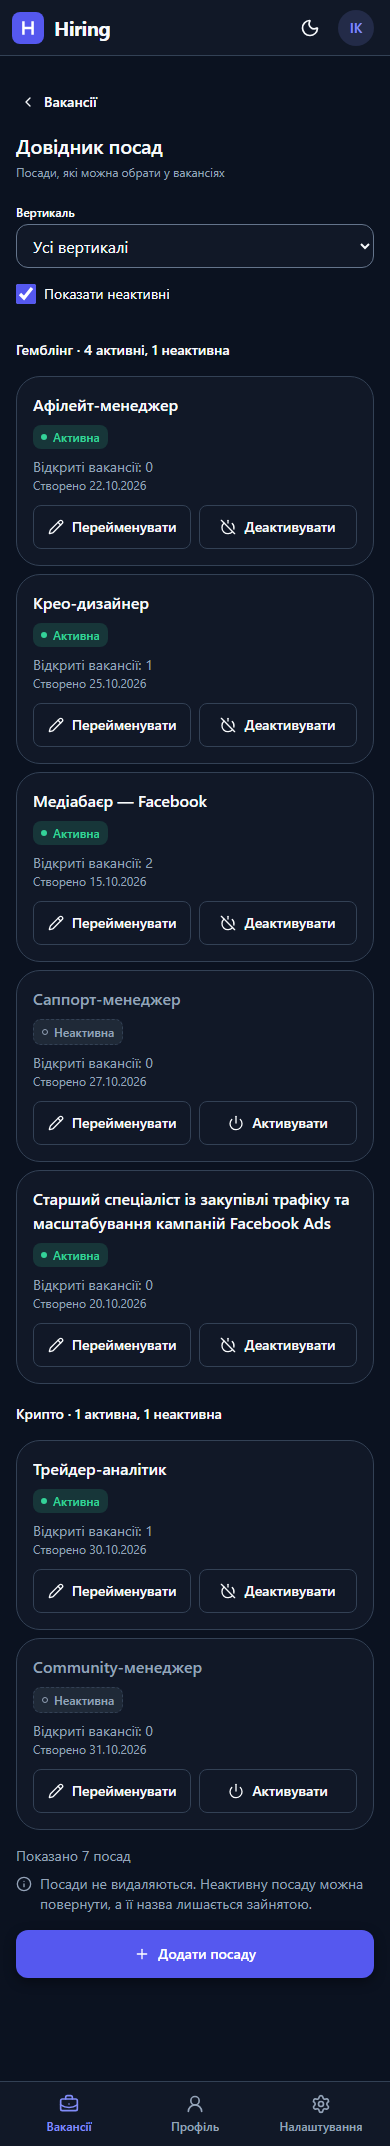 H Hiring
ІК
Вакансії
Довідник посад
Посади, які можна обрати у вакансіях
Вертикаль
Усі вертикалі
Показати неактивні
Гемблінг · 4 активні, 1 неактивна
Афілейт-менеджер
Активна
Відкриті вакансії: 0
Створено 22.10.2026
Перейменувати
Деактивувати
Крео-дизайнер
Активна
Відкриті вакансії: 1
Створено 25.10.2026
Перейменувати
Деактивувати
Медіабаєр — Facebook
Активна
Відкриті вакансії: 2
Створено 15.10.2026
Перейменувати
Деактивувати
Саппорт-менеджер
Неактивна
Відкриті вакансії: 0
Створено 27.10.2026
Перейменувати
Активувати
Старший спеціаліст із закупівлі трафіку та
масштабування кампаній Facebook Ads
Активна
Відкриті вакансії: 0
Створено 20.10.2026
Перейменувати
Деактивувати
Крипто · 1 активна, 1 неактивна
Трейдер-аналітик
Активна
Відкриті вакансії: 1
Створено 30.10.2026
Перейменувати
Деактивувати
Community-менеджер
Неактивна
Відкриті вакансії: 0
Створено 31.10.2026
Перейменувати
Активувати
Показано 7 посад
Посади не видаляються. Неактивну посаду можна
повернути, а її назва лишається зайнятою.
Додати посаду
Вакансії
Профіль
Налаштування